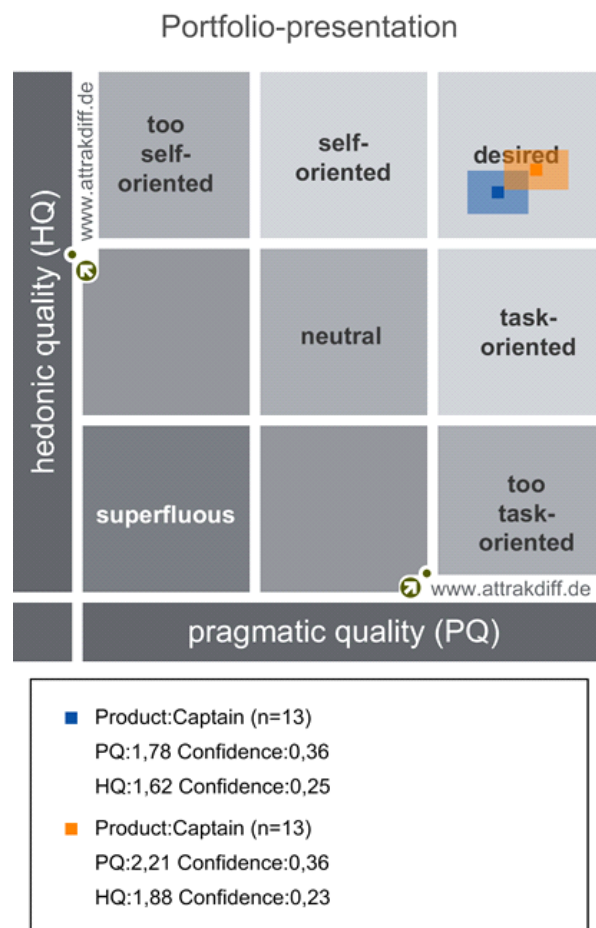 Portfolio-presentation
hedonic quality (HQ)
www.attrakdiff.de
too
self-
oriented
self-
oriented
desired
neutral
task-
oriented
superfluous
too
task-
oriented
www.attrakdiff.de
pragmatic quality (PQ)
Product:Captain (n=13)
PQ:1,78 Confidence:0,36
HQ:1,62 Confidence:0,25
Product:Captain (n=13)
PQ:2,21 Confidence:0,36
HQ:1,88 Confidence:0,23